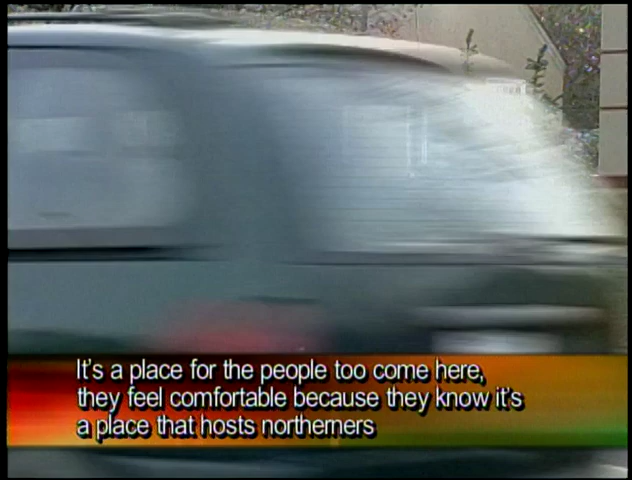 It's a place for the people too come here,
they feel comfortable because they know it's
a place that hosts northerners